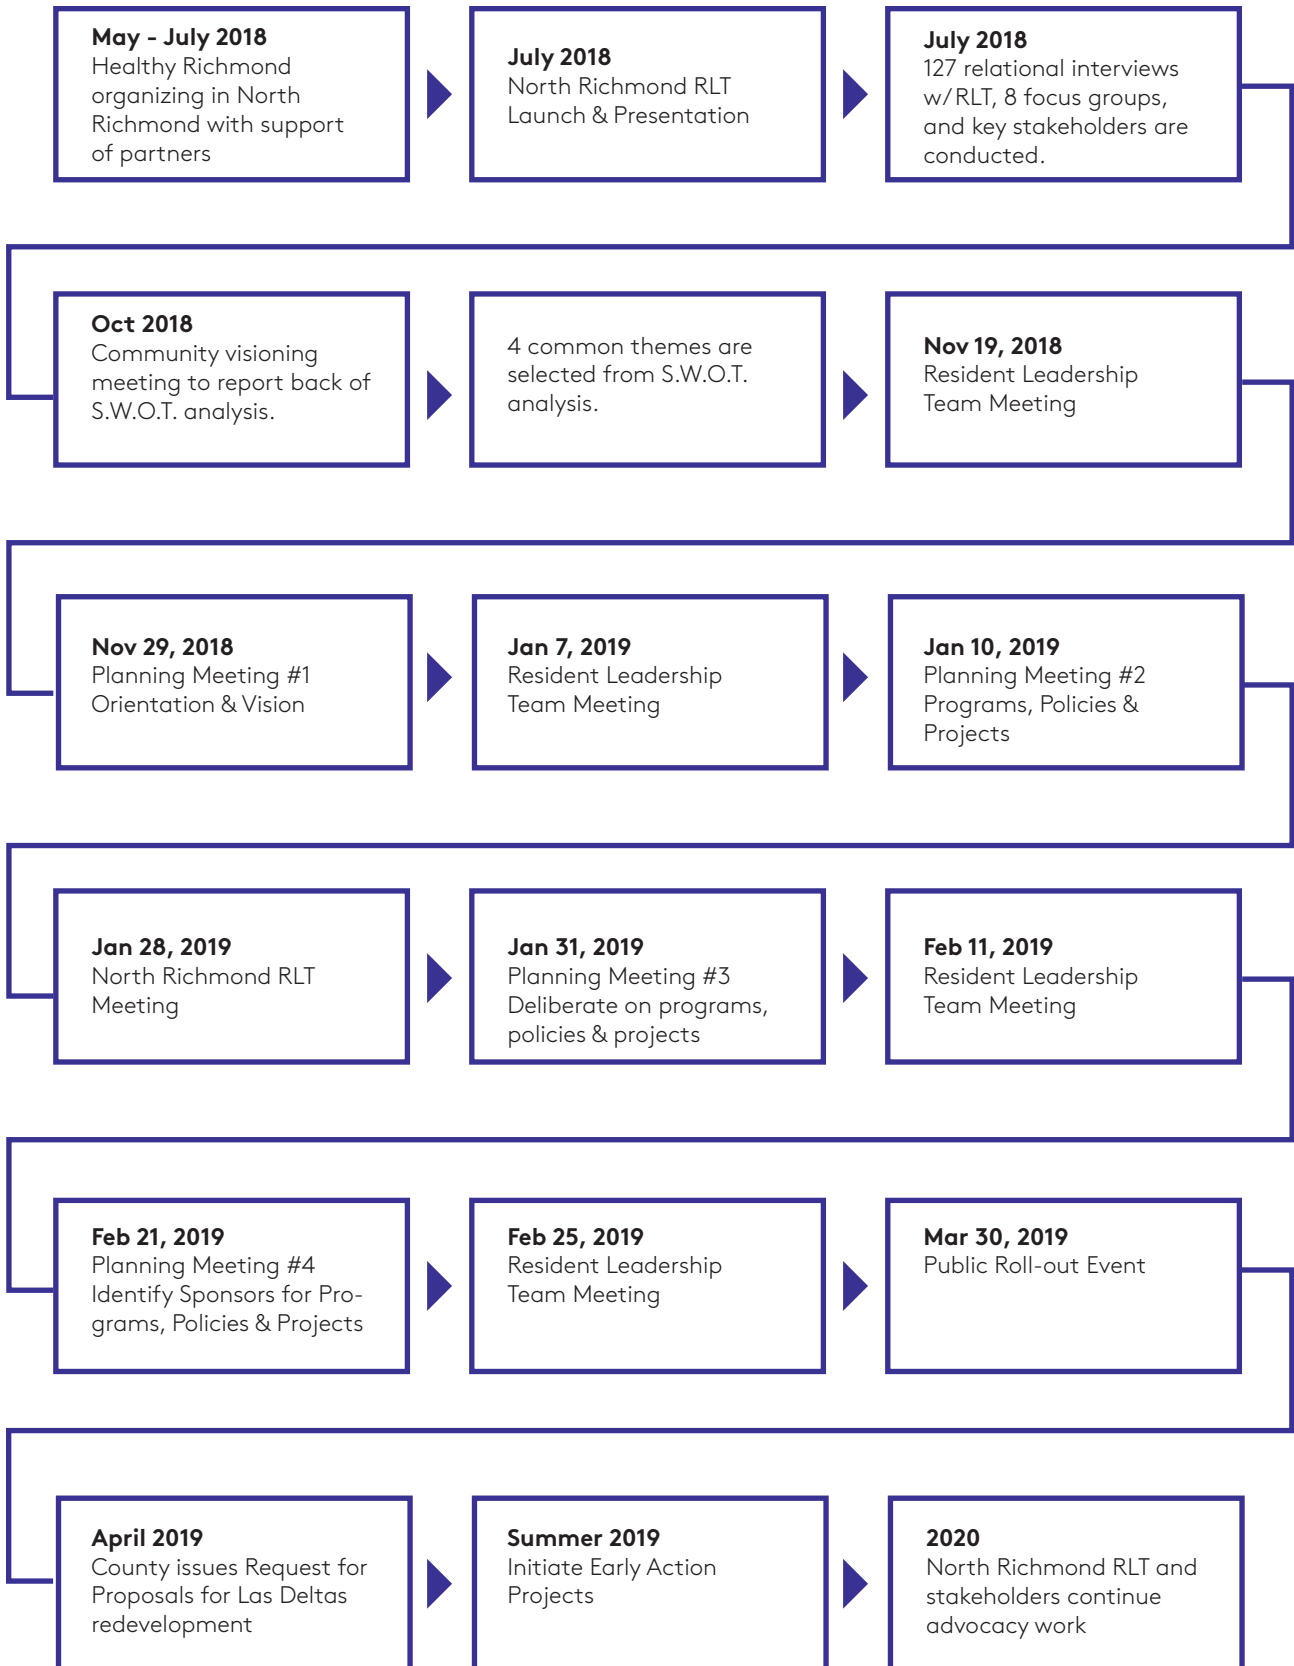 May - July 2018
Healthy Richmond
organizing in North
Richmond with support
of partners
July 2018
North Richmond RLT
Launch & Presentation
July 2018
127 relational interviews
w/RLT, 8 focus groups,
and key stakeholders are
conducted.
Oct 2018
Community visioning
meeting to report back of
S.W.O.T. analysis.
4 common themes are
selected from S.W.O.T.
analysis.
Nov 19, 2018
Resident Leadership
Team Meeting
Nov 29, 2018
Planning Meeting #1
Orientation & Vision
Jan 7, 2019
Resident Leadership
Team Meeting
Jan 10, 2019
Planning Meeting #2
Programs, Policies &
Projects
Jan 28, 2019
North Richmond RLT
Meeting
Jan 31, 2019
Planning Meeting #3
Deliberate on programs,
policies & projects
Feb 11, 2019
Resident Leadership
Team Meeting
Feb 21, 2019
Planning Meeting #4
Identify Sponsors for Pro-
grams, Policies & Projects
Feb 25, 2019
Resident Leadership
Team Meeting
Mar 30, 2019
Public Roll-out Event
April 2019
County issues Request for
Proposals for Las Deltas
redevelopment
Summer 2019
Initiate Early Action
Projects
2020
North Richmond RLT and
stakeholders continue
advocacy work